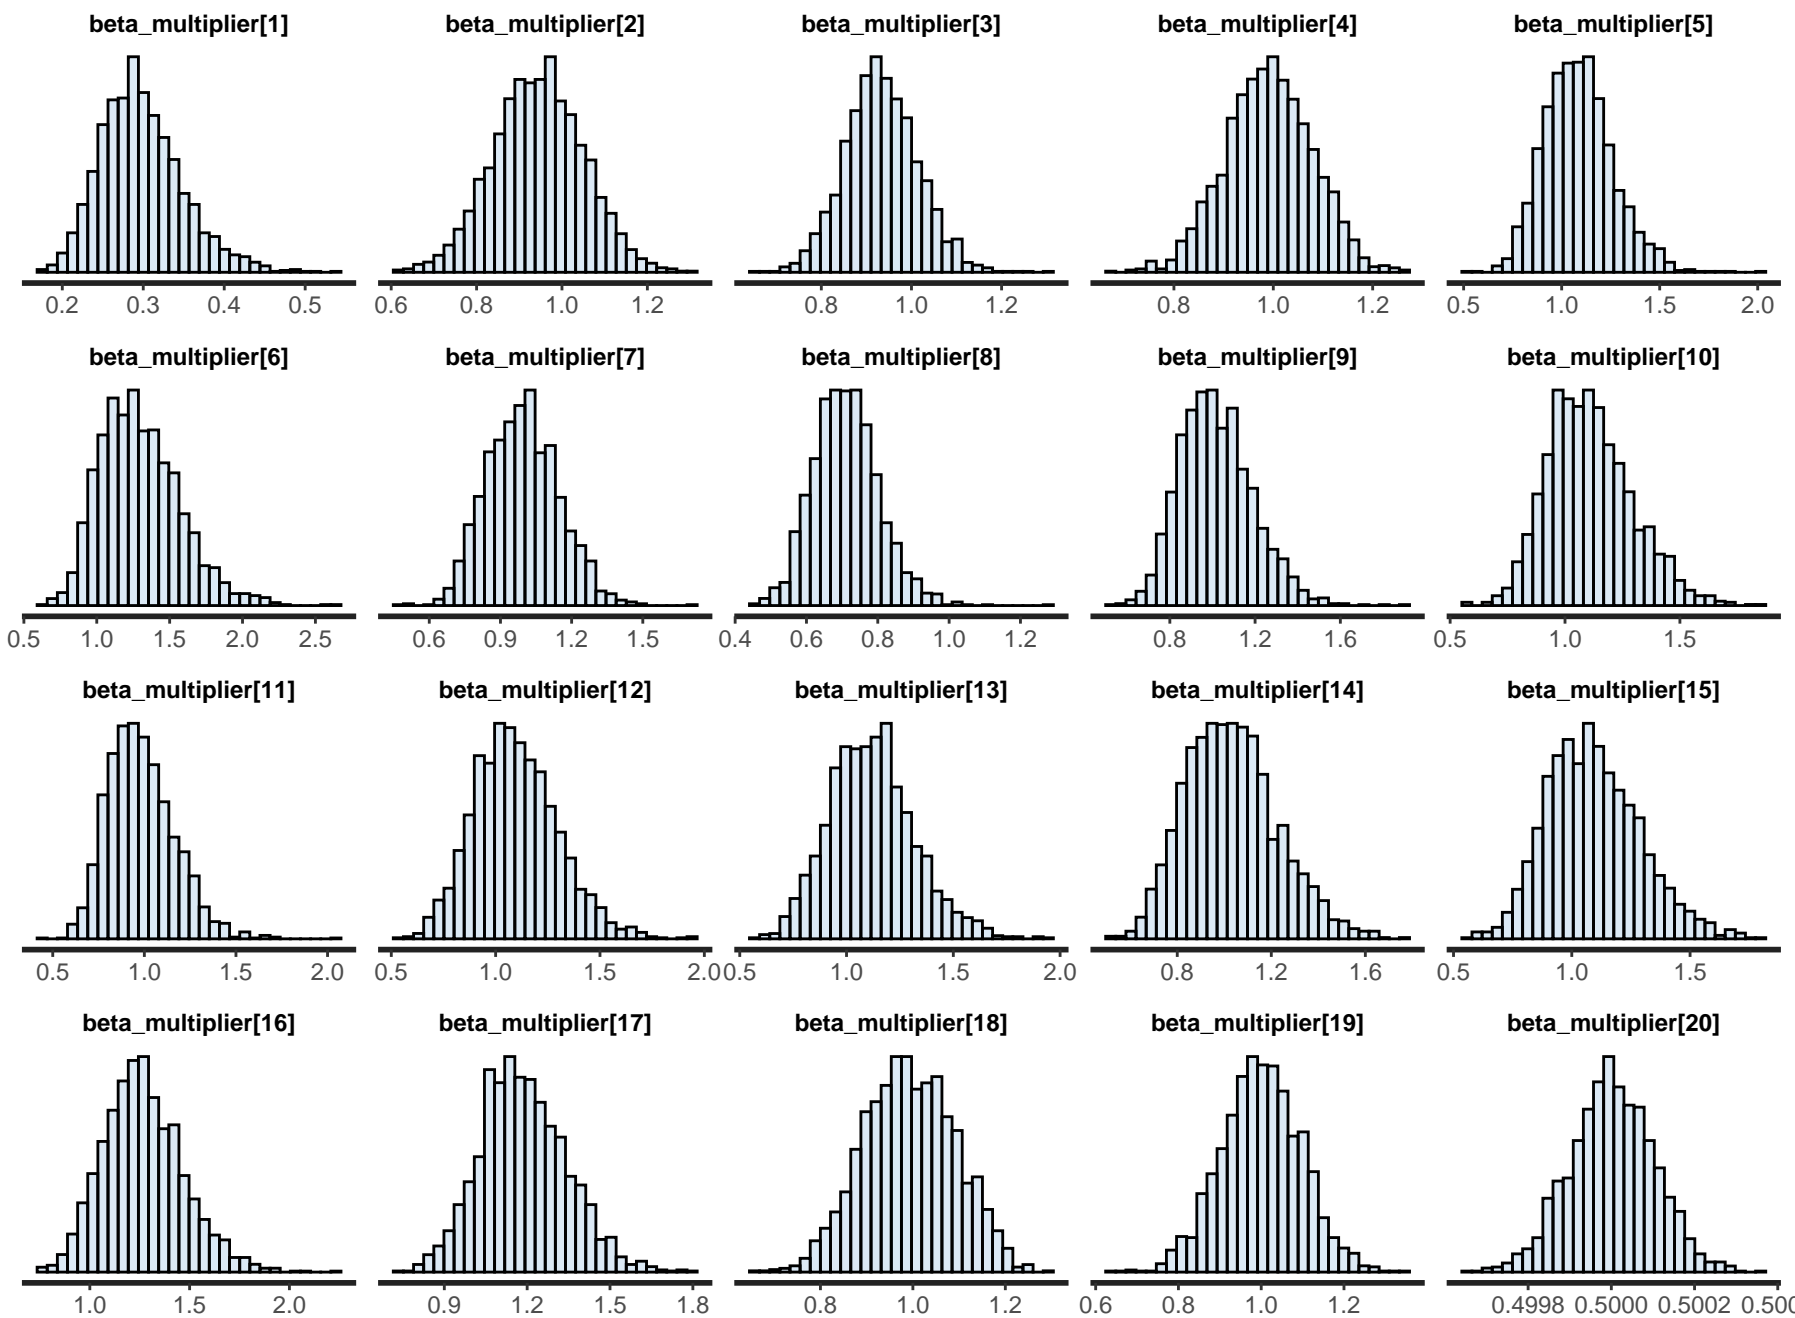 beta_multiplier[1] beta_multiplier[2] beta_multiplier[3] beta_multiplier[4] beta_multiplier[5]
0.2 0.3 0.4 0.5 0.6 0.8 1.0 1.2 0.8 1.0 1.2 0.8 1.0 1.2 0.5 1.0 1.5 2.0
beta_multiplier[6] beta_multiplier[7] beta_multiplier[8] beta_multiplier[9] beta_multiplier[10]
0.5 1.0 1.5 2.0 2.5 0.6 0.9 1.2 1.5 0.4 0.6 0.8 1.0 1.2 0.8 1.2 1.6 0.5 1.0 1.5
beta_multiplier[11] beta_multiplier[12] beta_multiplier[13] beta_multiplier[14] beta_multiplier[15]
0.5 1.0 1.5 2.0 0.5 1.0 1.5 2.0 0.5 1.0 1.5 2.0 0.8 1.2 1.6 0.5 1.0 1.5
beta_multiplier[16] beta_multiplier[17] beta_multiplier[18] beta_multiplier[19] beta_multiplier[20]
1.0 1.5 2.0 0.9 1.2 1.5 1.8 0.8 1.0 1.2 0.6 0.8 1.0 1.2 0.4998 0.5000 0.5002